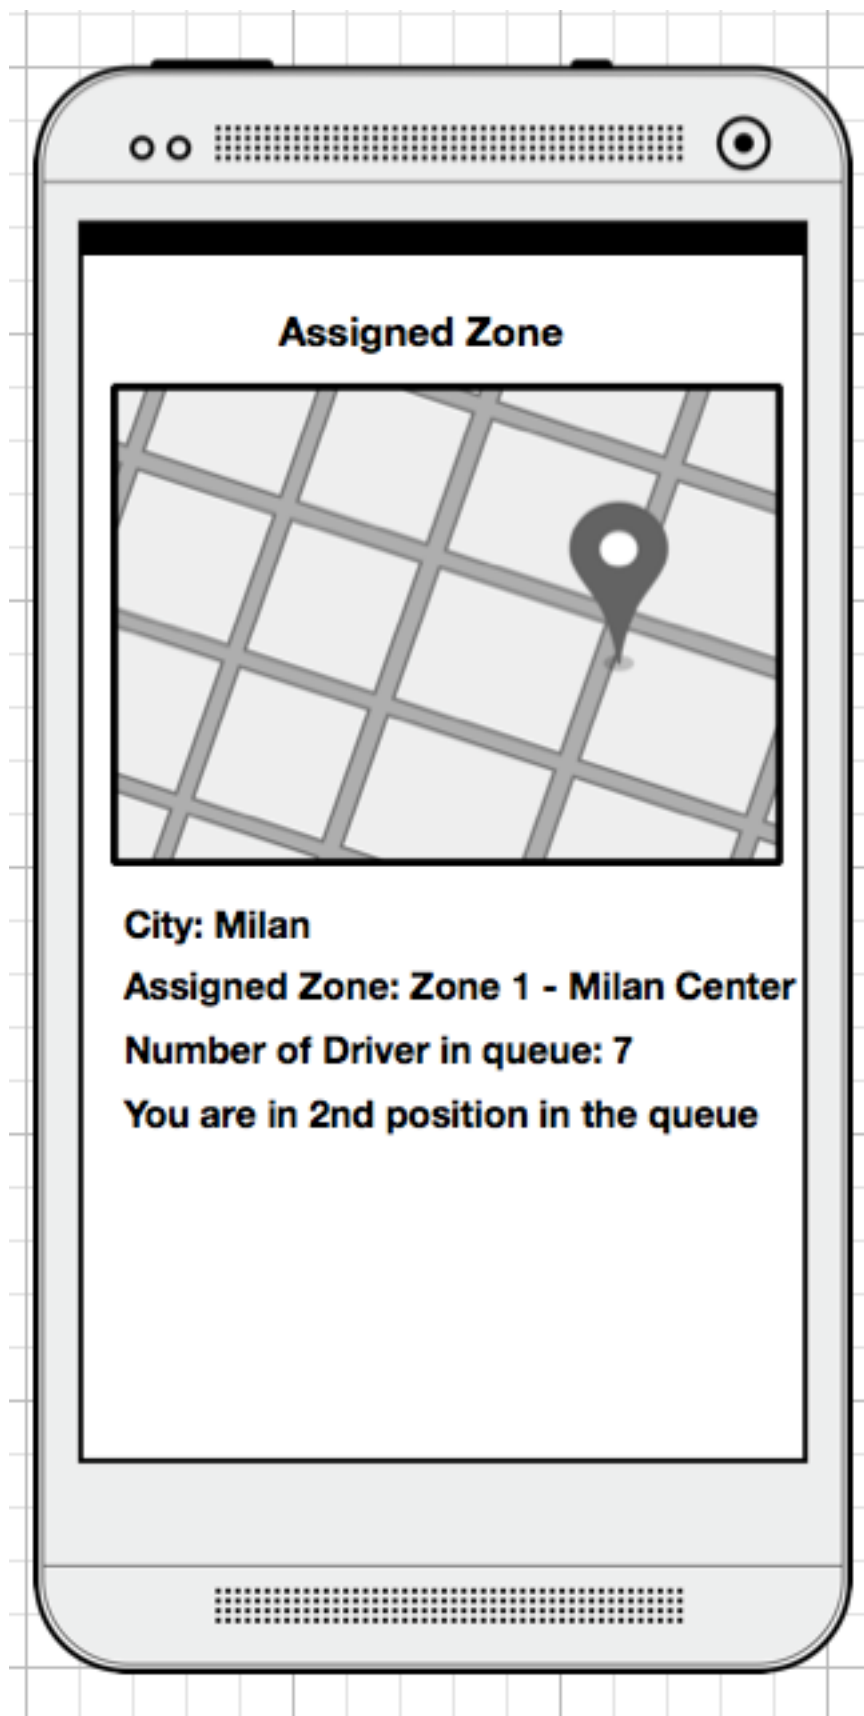 Assigned Zone
City: Milan
Assigned Zone: Zone 1 - Milan Center
Number of Driver in queue: 7
You are in 2nd position in the queue